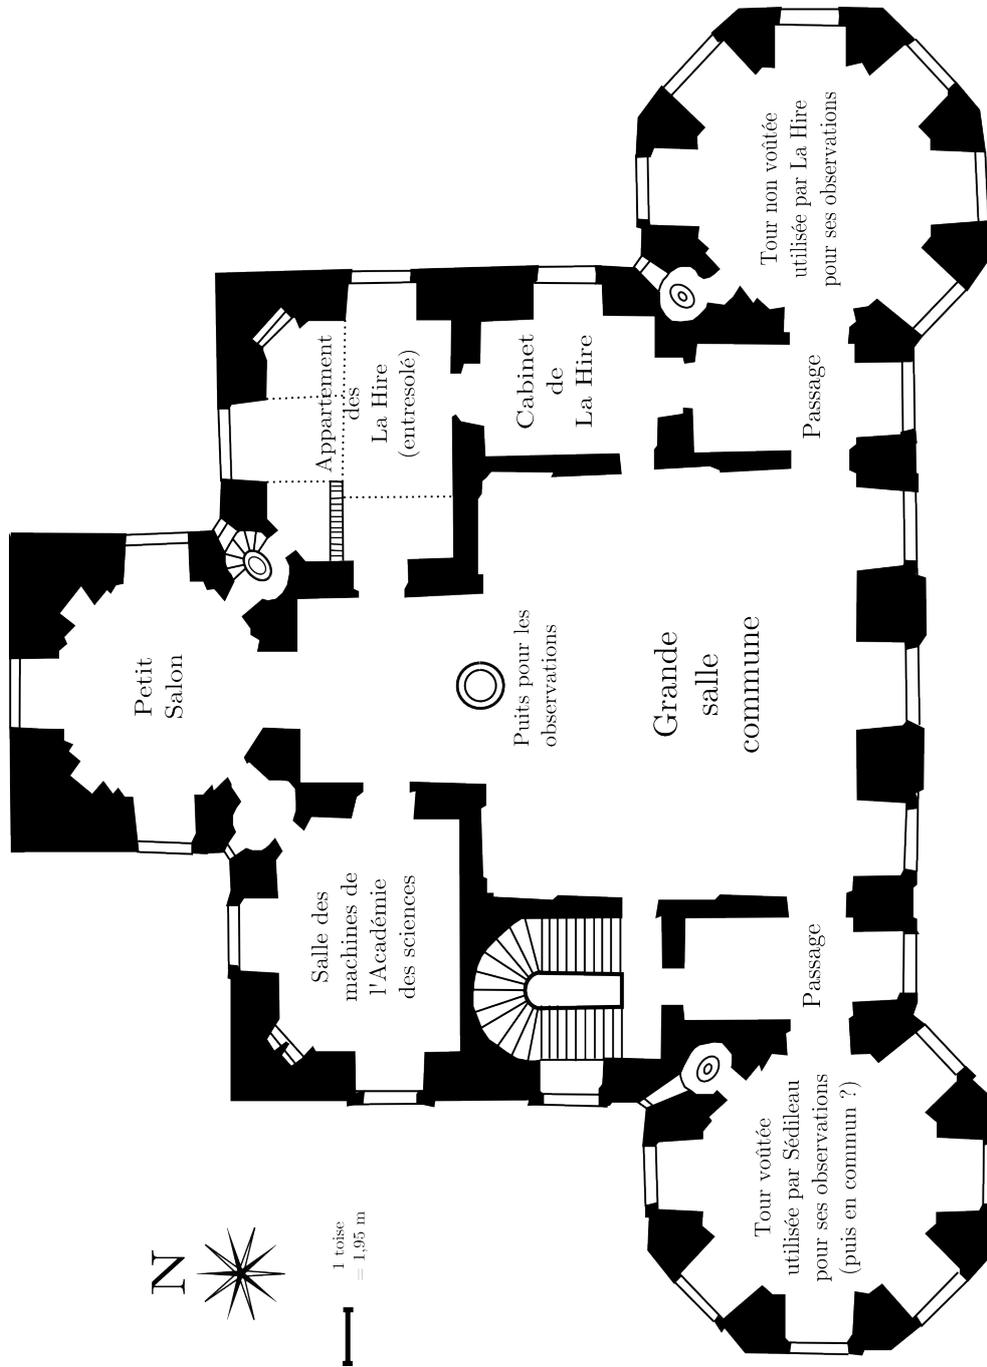 Petit
Salon
Salle des
machines de
l'Académie
des sciences
Appartement
des
La Hire
(entresolé)
Cabinet
de
La Hire
Puits pour les
observations
Grande
salle
commune
Passage
Passage
Tour voûtée
utilisée par Sédileau
pour ses observations
(puis en commun ?)
Tour non voûtée
utilisée par La Hire
pour ses observations
N
1 toise
= 1,95 m